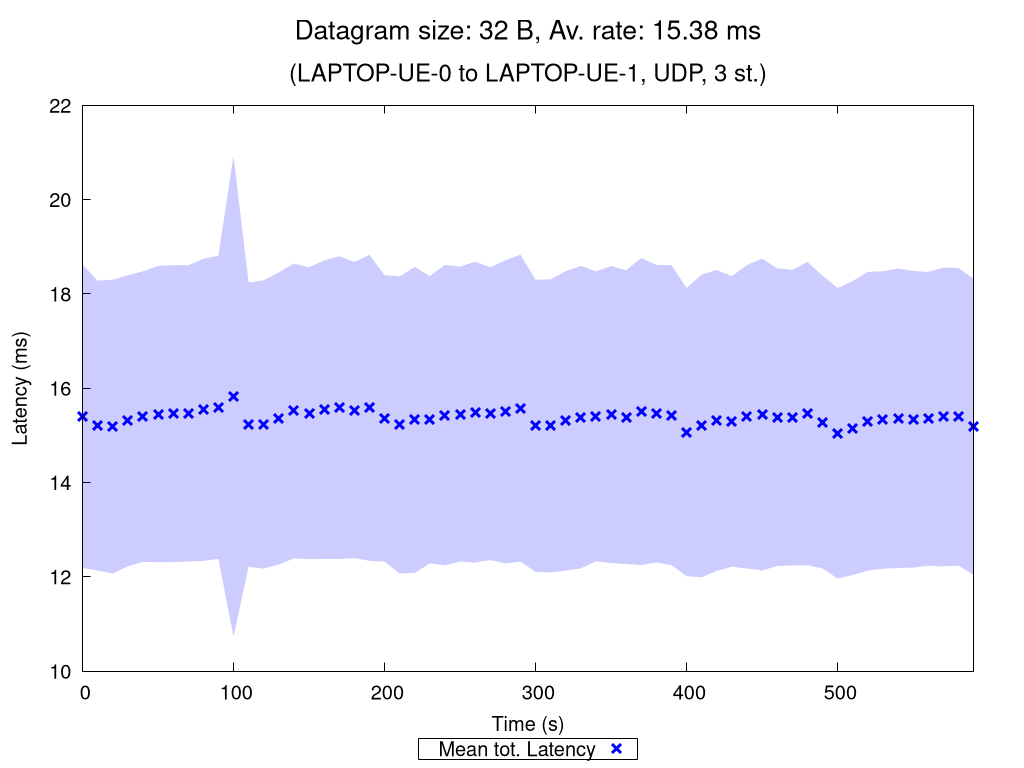 Datagram size: 32 B, Av. rate: 15.38 ms
(LAPTOP-UE-0 to LAPTOP-UE-1, UDP, 3 st.)
22
20
18
16
14
12
10
Latency (ms)
0 100 200 300 400 500
Time (s)
Mean tot. Latency